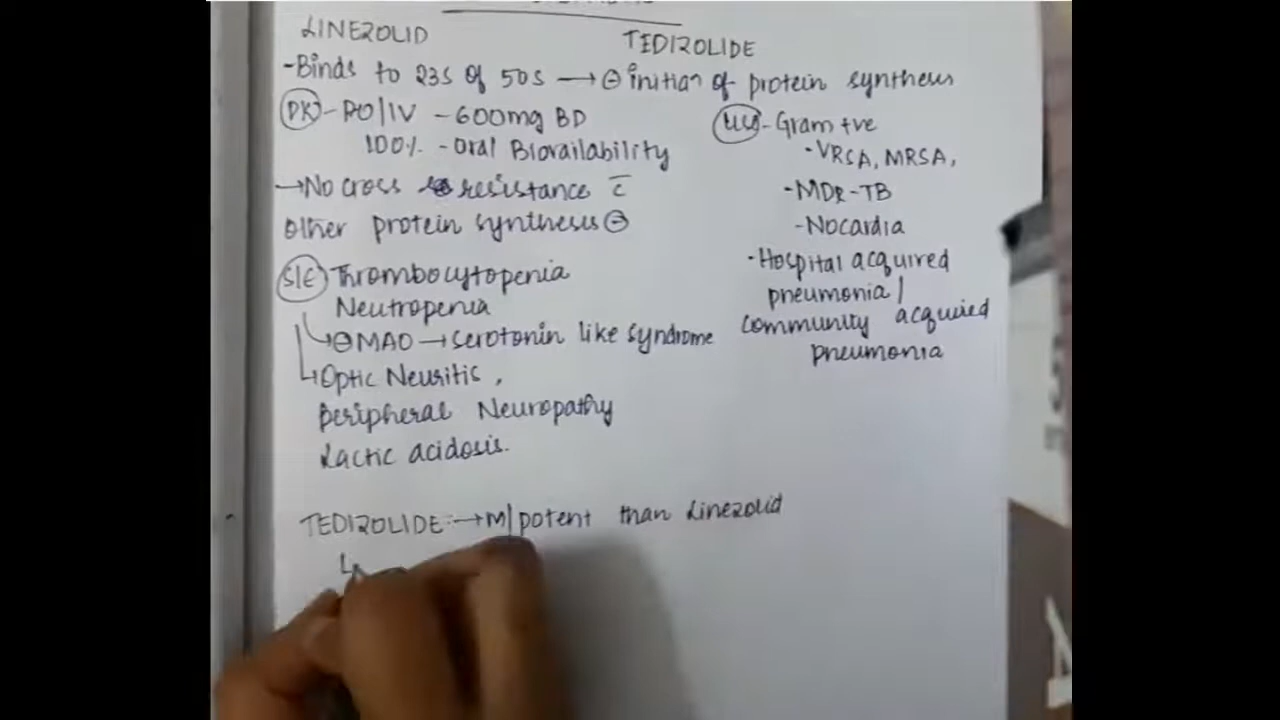 LINEZOLID
TEDIZOLIDE
-Binds to 23S of 50S → ⊖ initian of protein synthesus
PK - PO/IV - 600mg BD
100% - Oral Bioavailability
→ No cross resistance c̅
Other protein synthesis ⊖
S/E Thrombocytopenia
Neutropenia
↳ ⊖ MAO → serotonin like syndrome
↳ Optic Neuritis,
Peripheral Neuropathy
Lactic acidosis.
- Gram +ve
- VRSA, MRSA,
- MDR-TB
- Nocardia
- Hospital acquired
pneumonia /
community acquired
pneumonia
TEDIZOLIDE :→ M/potent than Linezolid